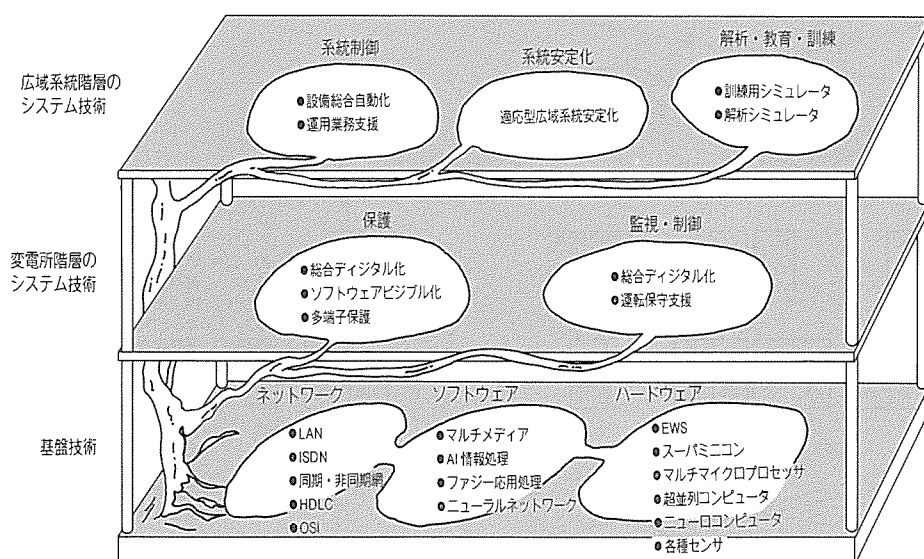 広域系統階層の
システム技術
系統制御
●設備総合自動化
●運用業務支援
系統安定化
適応型広域系統安定化
解析・教育・訓練
●訓練用シミュレータ
●解析シミュレータ
変電所階層の
システム技術
保護
●総合ディジタル化
●ソフトウェアビジブル化
●多端子保護
監視・制御
●総合ディジタル化
●運転保守支援
基盤技術
ネットワーク
●LAN
●ISDN
●同期・非同期網
●HDLC
●OSI
ソフトウェア
●マルチメディア
●AI情報処理
●ファジー応用処理
●ニューラルネットワーク
ハードウェア
●EWS
●スーパミニコン
●マルチマイクロプロセッサ
●超並列コンピュータ
●ニューロコンピュータ
●各種センサ